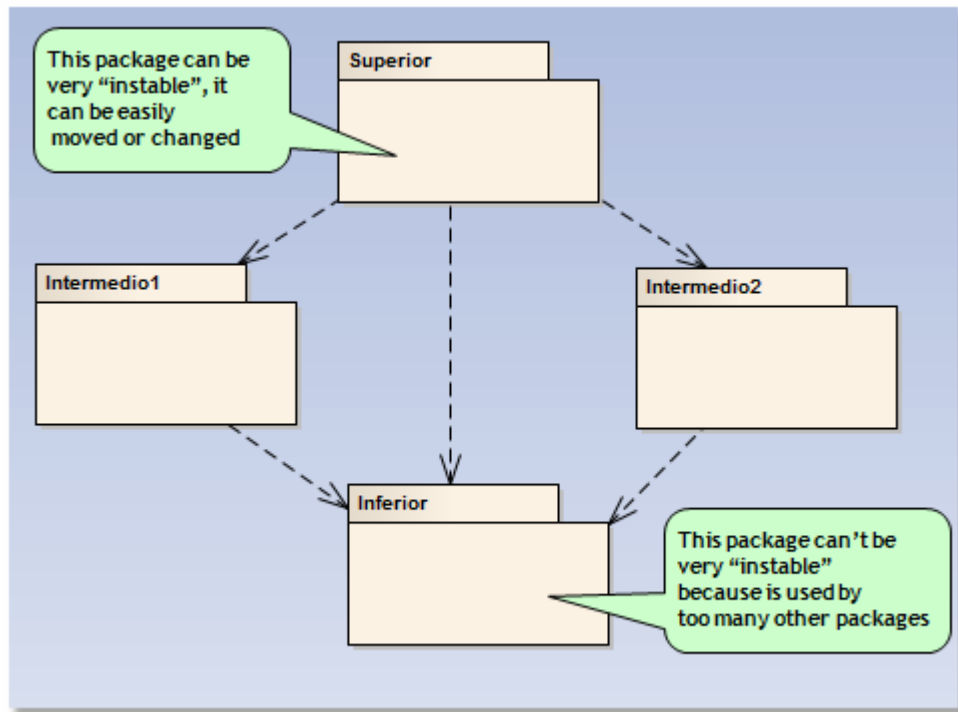 This package can be
very “instable”, it
can be easily
moved or changed
Superior
Intermedio1
Intermedio2
Inferior
This package can’t be
very “instable”
because is used by
too many other packages